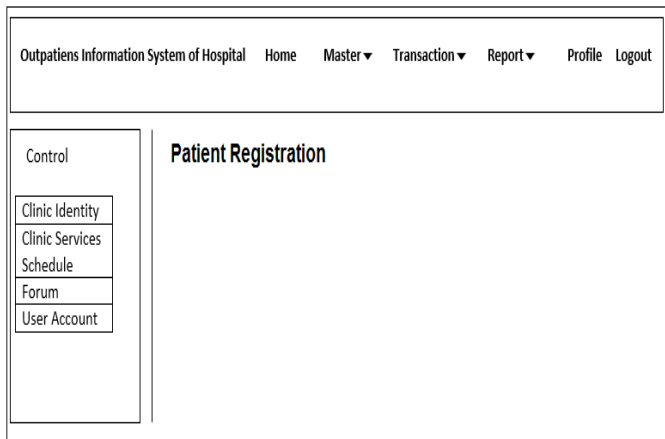 Outpatiens Information System of Hospital Home Master▼ Transaction▼ Report▼ Profile Logout
Control
Patient Registration
Clinic Identity
Clinic Services
Schedule
Forum
User Account